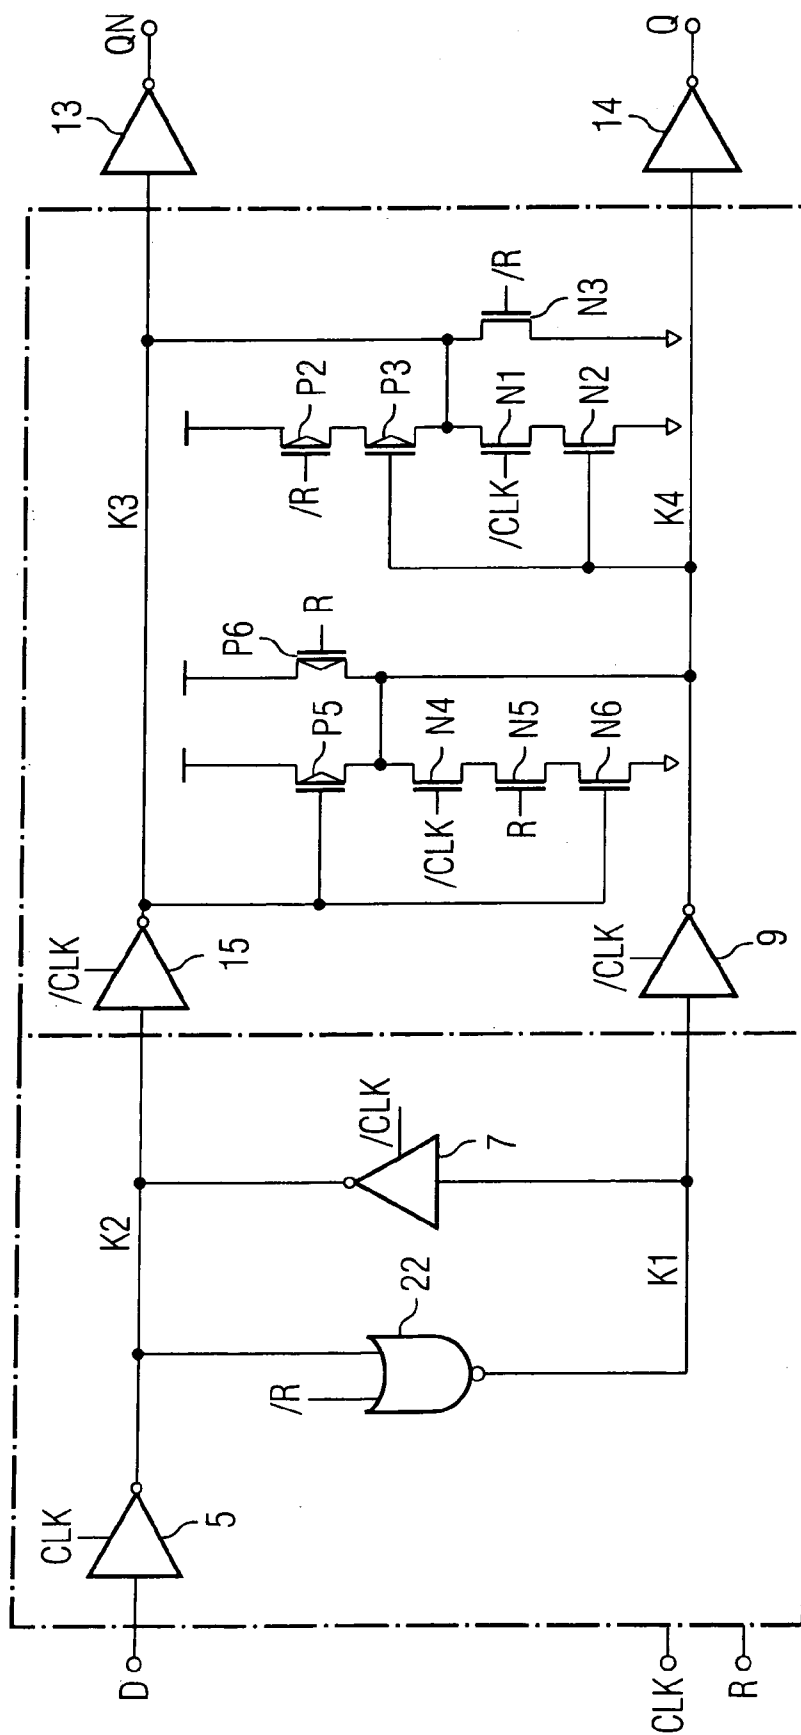 QN
Q
13
14
K3
K4
/R
P2
P3
/CLK
N1
N2
/R
N3
P6
R
P5
/CLK
N4
R
N5
N6
/CLK
15
/CLK
9
K2
K1
/CLK
7
22
/R
CLK
5
D
CLK
R